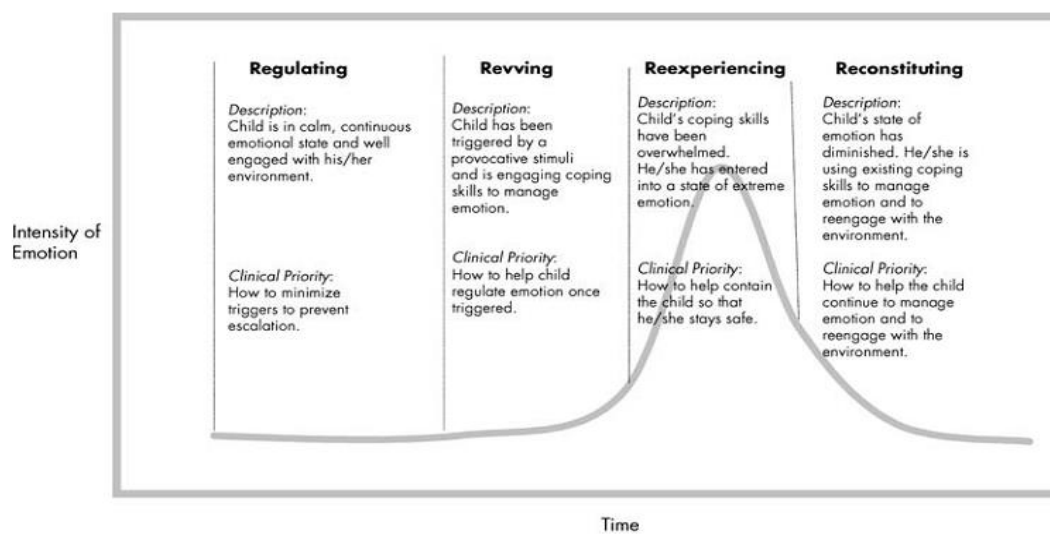 Regulating
Description:
Child is in calm, continuous
emotional state and well
engaged with his/her
environment.
Clinical Priority:
How to minimize
triggers to prevent
escalation.
Revving
Description:
Child has been
triggered by a
provocative stimuli
and is engaging coping
skills to manage
emotion.
Clinical Priority:
How to help child
regulate emotion once
triggered.
Reexperiencing
Description:
Child's coping skills
have been
overwhelmed.
He/she has entered
into a state of extreme
emotion.
Clinical Priority:
How to help contain
the child so that
he/she stays safe.
Reconstituting
Description:
Child's state of
emotion has
diminished. He/she is
using existing coping
skills to manage
emotion and to
reengage with the
environment.
Clinical Priority:
How to help the child
continue to manage
emotion and to
reengage with the
environment.
Intensity of
Emotion
Time